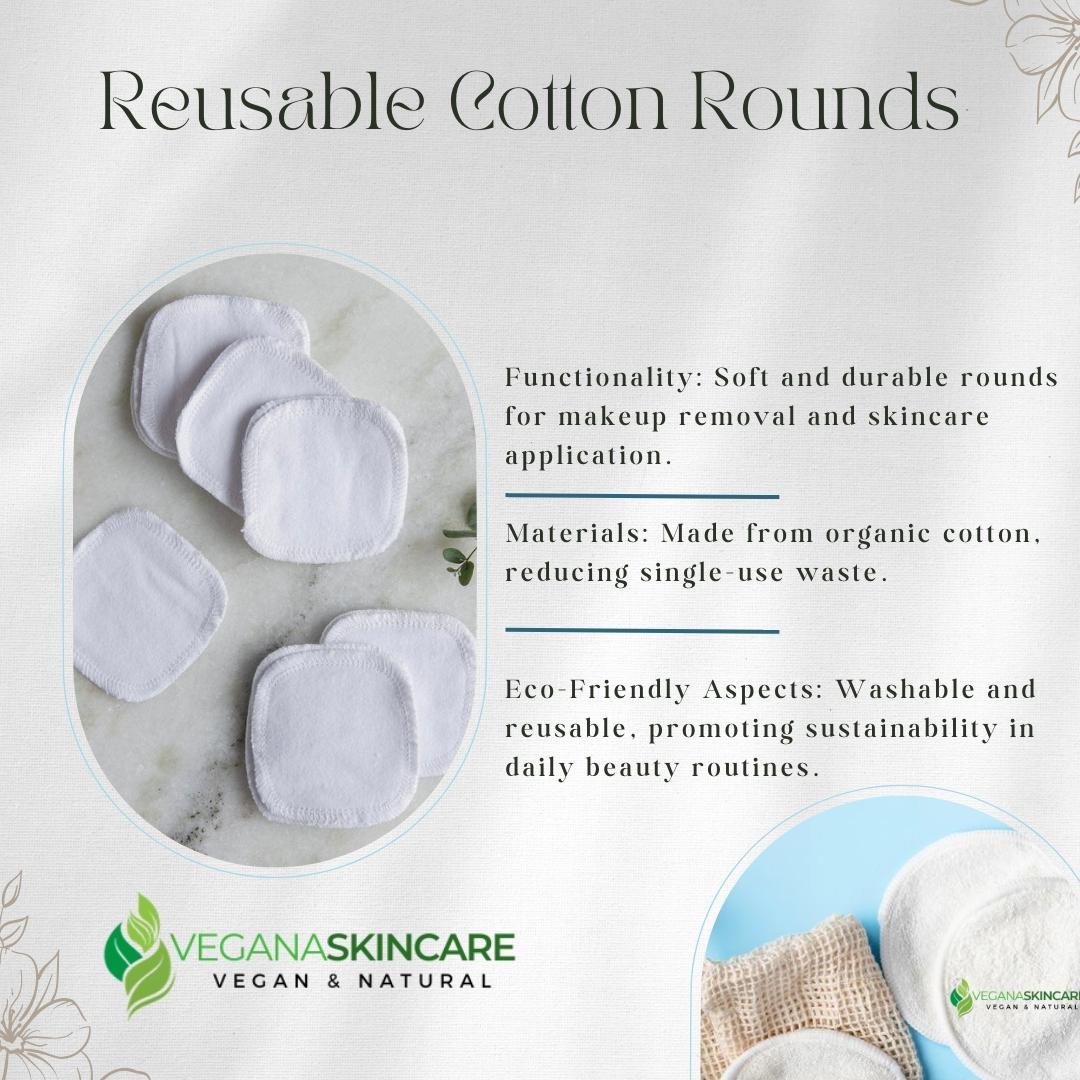 Reusable Cotton Rounds
Functionality: Soft and durable rounds
for makeup removal and skincare
application.
Materials: Made from organic cotton,
reducing single-use waste.
Eco-Friendly Aspects: Washable and
reusable, promoting sustainability in
daily beauty routines.
VEGANASKINCARE
VEGAN & NATURAL
VEGANASKINCARE
VEGAN & NATURAL